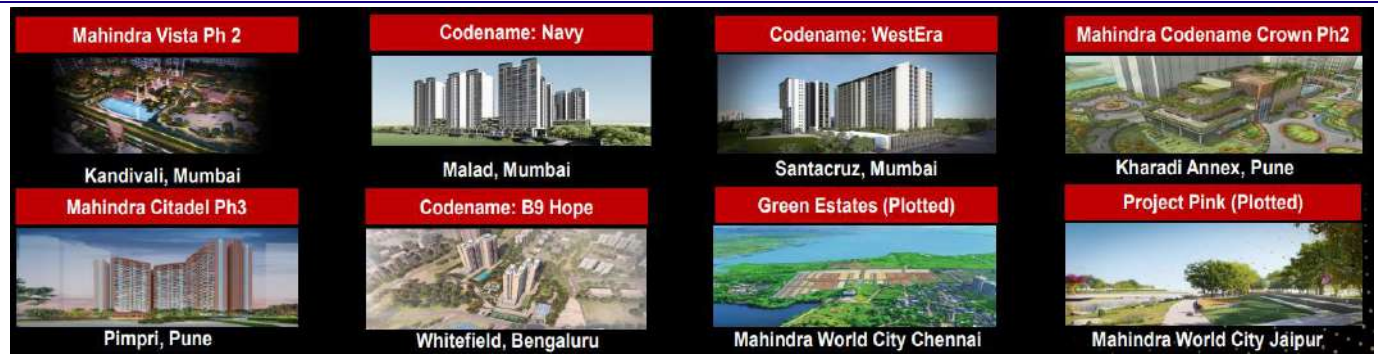 Mahindra Vista Ph 2
Codename: Navy
Codename: WestEra
Mahindra Codename Crown Ph2
Kandivali, Mumbai
Malad, Mumbai
Santacruz, Mumbai
Kharadi Annex, Pune
Mahindra Citadel Ph3
Codename: B9 Hope
Green Estates (Plotted)
Project Pink (Plotted)
Pimpri, Pune
Whitefield, Bengaluru
Mahindra World City Chennai
Mahindra World City Jaipur